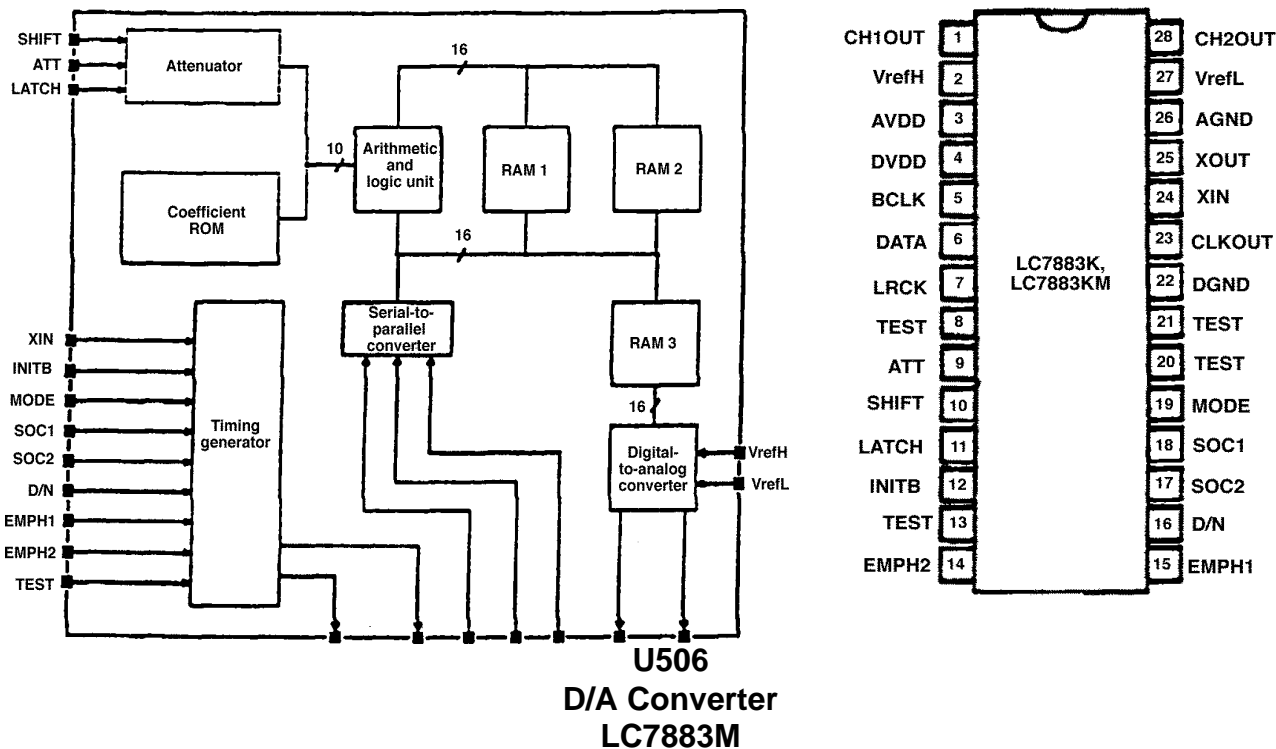 SHIFT
ATT
LATCH
Attenuator
16
10
Arithmetic
and
logic unit
RAM 1
RAM 2
Coefficient
ROM
16
Serial-to-
parallel
converter
RAM 3
XIN
INITB
MODE
SOC1
SOC2
D/N
EMPH1
EMPH2
TEST
Timing
generator
16
Digital-
to-analog
converter
VrefH
VrefL
U506
D/A Converter
LC7883M
CH1OUT 1
VrefH 2
AVDD 3
DVDD 4
BCLK 5
DATA 6
LRCK 7
TEST 8
ATT 9
SHIFT 10
LATCH 11
INITB 12
TEST 13
EMPH2 14
LC7883K,
LC7883KM
28 CH2OUT
27 VrefL
26 AGND
25 XOUT
24 XIN
23 CLKOUT
22 DGND
21 TEST
20 TEST
19 MODE
18 SOC1
17 SOC2
16 D/N
15 EMPH1